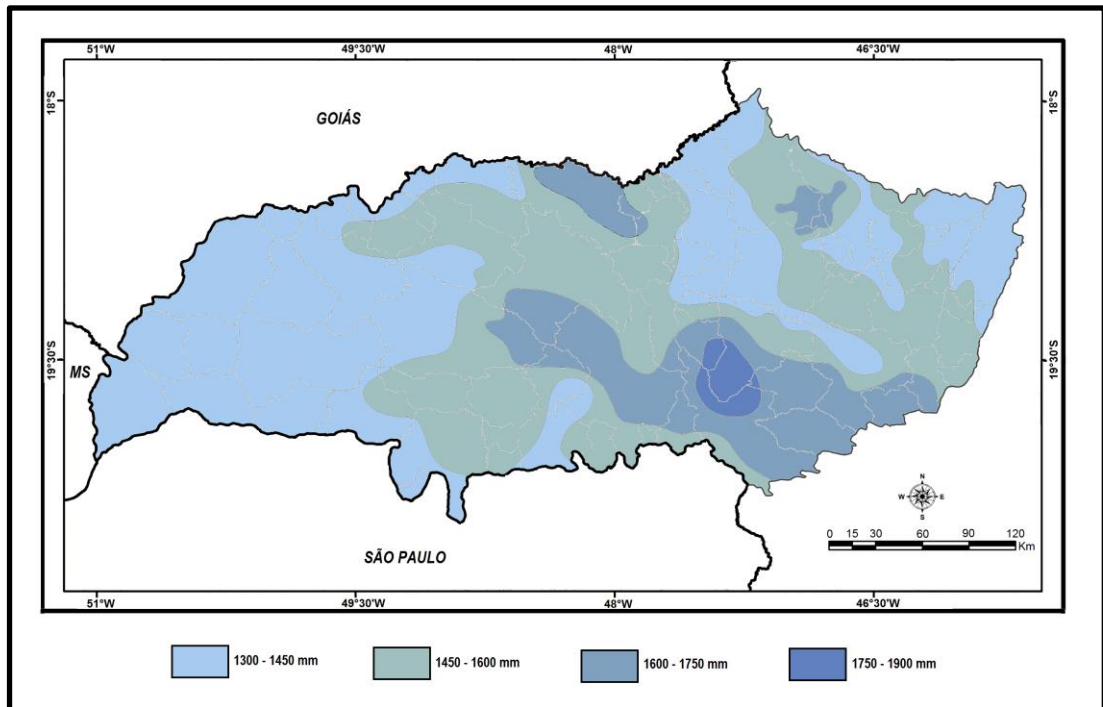 51°W 49°30'W 48°W 46°30'W
18°S 18°S
GOIÁS
19°30'S 19°30'S
MS
N
W E
S
0 15 30 60 90 120
Km
SÃO PAULO
51°W 49°30'W 48°W 46°30'W
1300 - 1450 mm 1450 - 1600 mm 1600 - 1750 mm 1750 - 1900 mm